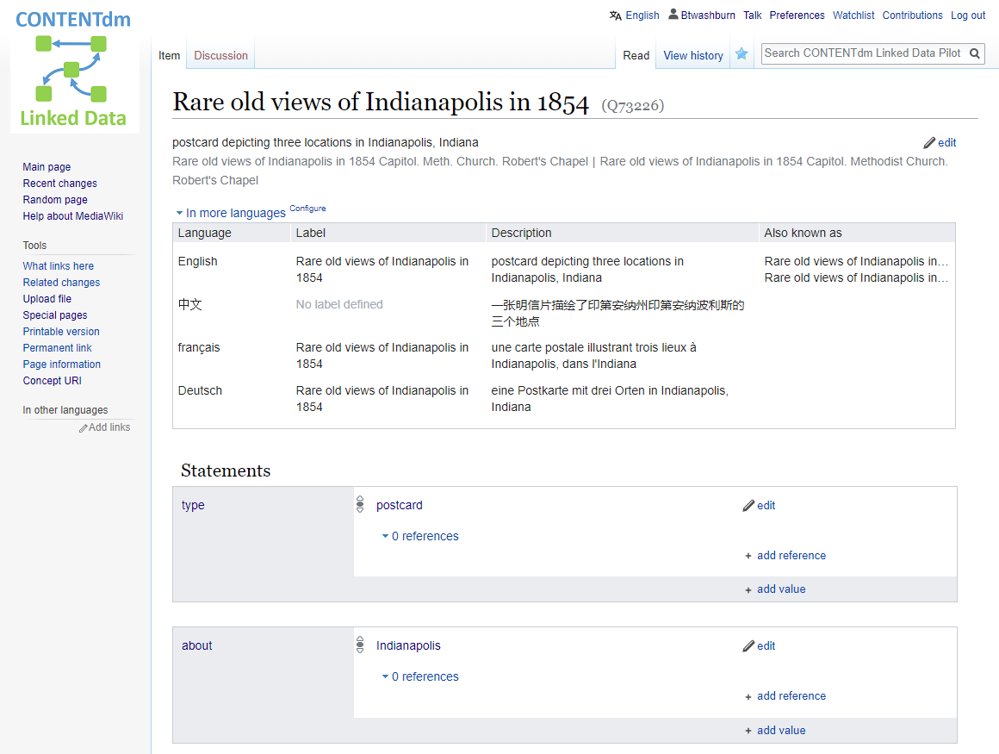 CONTENTdm
Linked Data
English Btwashburn Talk Preferences Watchlist Contributions Log out
Item Discussion Read View history Search CONTENTdm Linked Data Pilot
Main page
Recent changes
Random page
Help about MediaWiki
Tools
What links here
Related changes
Upload file
Special pages
Printable version
Permanent link
Page information
Concept URI
In other languages
Add links
Rare old views of Indianapolis in 1854 (Q73226)
postcard depicting three locations in Indianapolis, Indiana edit
Rare old views of Indianapolis in 1854 Capitol. Meth. Church. Robert's Chapel | Rare old views of Indianapolis in 1854 Capitol. Methodist Church.
Robert's Chapel
In more languages Configure
Language Label Description Also known as
English Rare old views of Indianapolis in postcard depicting three locations in Rare old views of Indianapolis in…
1854 Indianapolis, Indiana Rare old views of Indianapolis in…
中文 No label defined 一张明信片描绘了印第安纳州印第安纳波利斯的
三个地点
français Rare old views of Indianapolis in une carte postale illustrant trois lieux à
1854 Indianapolis, dans l'Indiana
Deutsch Rare old views of Indianapolis in eine Postkarte mit drei Orten in Indianapolis,
1854 Indiana
Statements
type postcard edit
0 references
+ add reference
+ add value
about Indianapolis edit
0 references
+ add reference
+ add value